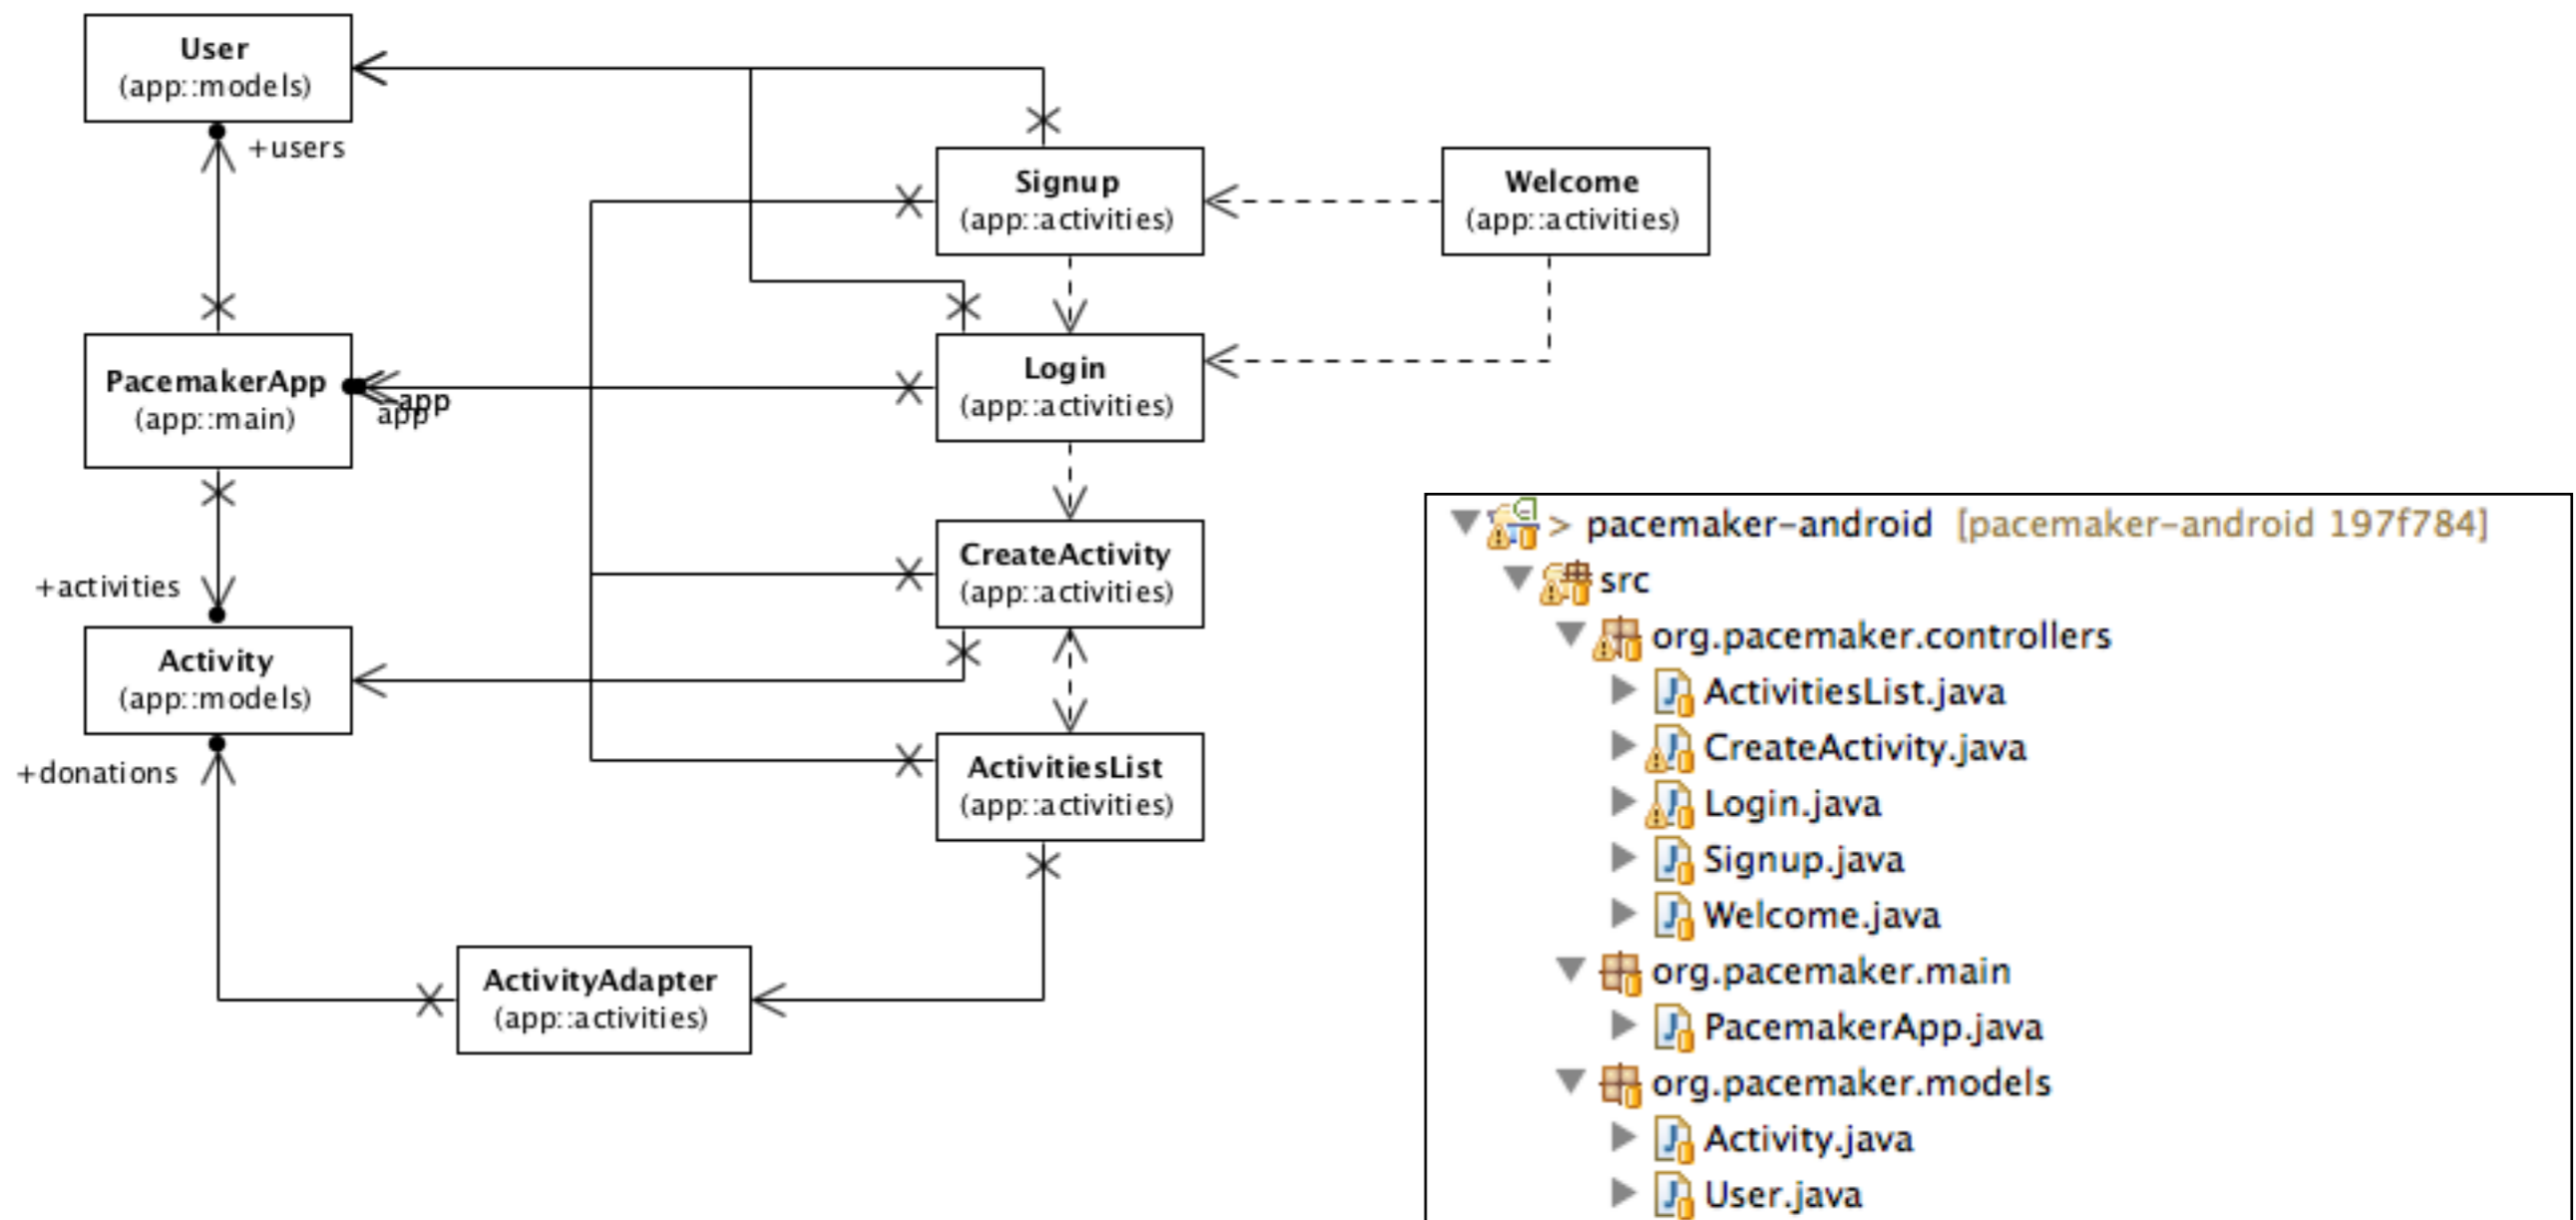 User
(app::models)
+users
Signup
(app::activities)
Welcome
(app::activities)
PacemakerApp
(app::main)
app
app
Login
(app::activities)
+activities
CreateActivity
(app::activities)
Activity
(app::models)
+donations
ActivitiesList
(app::activities)
ActivityAdapter
(app::activities)
> pacemaker-android [pacemaker-android 197f784]
src
org.pacemaker.controllers
ActivitiesList.java
CreateActivity.java
Login.java
Signup.java
Welcome.java
org.pacemaker.main
PacemakerApp.java
org.pacemaker.models
Activity.java
User.java